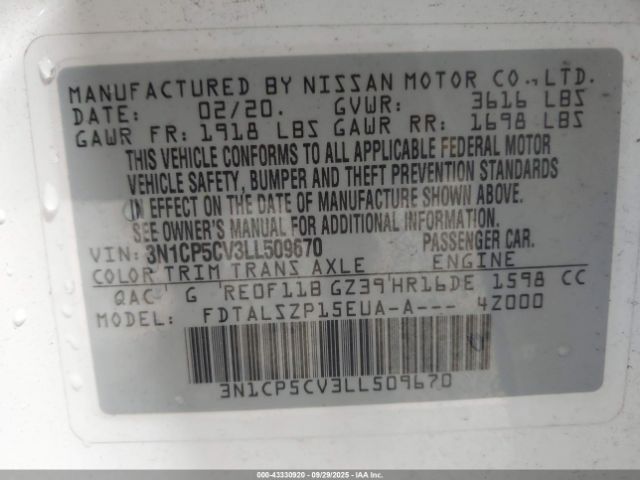 MANUFACTURED BY NISSAN MOTOR CO.,LTD.
DATE: 02/20. GVWR: 3616 LBS
GAWR FR: 1918 LBS GAWR RR: 1698 LBS
THIS VEHICLE CONFORMS TO ALL APPLICABLE FEDERAL MOTOR
VEHICLE SAFETY, BUMPER AND THEFT PREVENTION STANDARDS
IN EFFECT ON THE DATE OF MANUFACTURE SHOWN ABOVE.
SEE OWNER'S MANUAL FOR ADDITIONAL INFORMATION.
VIN: 3N1CP5CV3LL509670 PASSENGER CAR.
COLOR TRIM TRANS AXLE ENGINE
QAC G RE0F11B GZ39 HR16DE 1598 CC
MODEL: FDTALSZP15EUA-A--- 4Z000
3N1CP5CV3LL509670
000-43330920 | 09/29/2025 | IAAI.COM